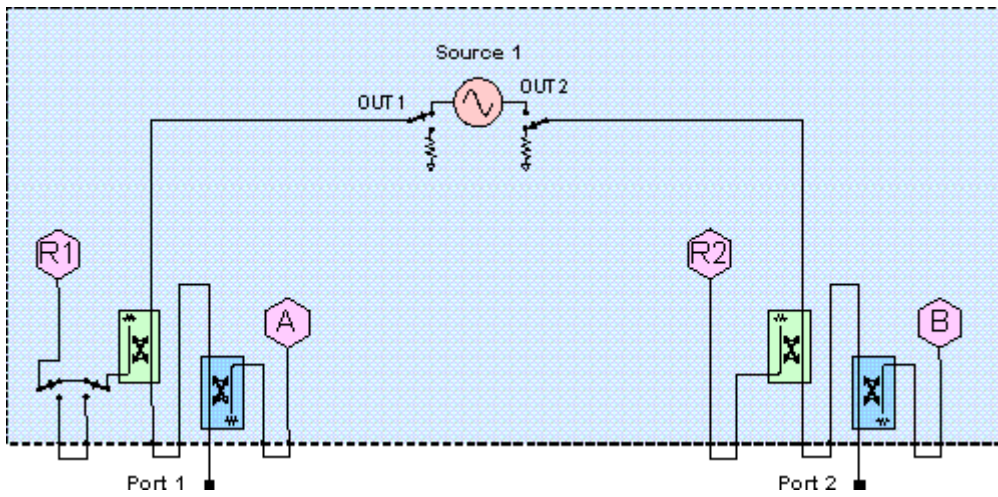 Source 1
OUT 1
OUT 2
R1
A
R2
B
Port 1
Port 2